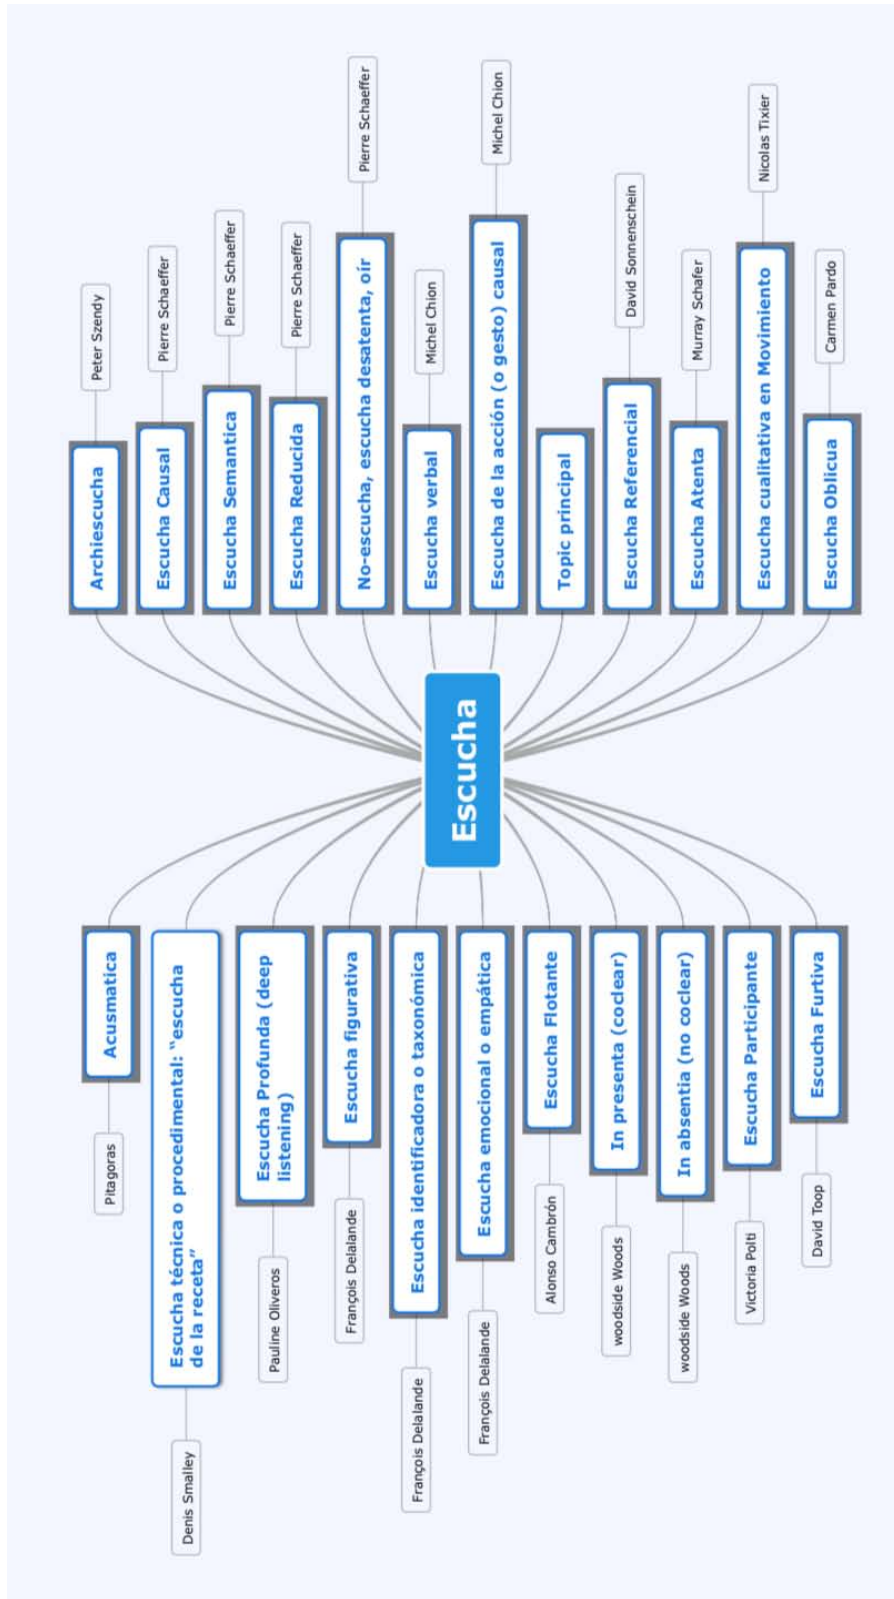 Escucha
Archiescucha
Peter Szendy
Escucha Causal
Pierre Schaeffer
Escucha Semantica
Pierre Schaeffer
Escucha Reducida
Pierre Schaeffer
No-escucha, escucha desatenta, oír
Pierre Schaeffer
Escucha verbal
Michel Chion
Escucha de la acción (o gesto) causal
Michel Chion
Topic principal
Escucha Referencial
David Sonnenschein
Escucha Atenta
Murray Schafer
Escucha cualitativa en Movimiento
Nicolas Tixier
Escucha Oblicua
Carmen Pardo
Acusmatica
Pitagoras
Escucha técnica o procedimental: "escucha
de la receta"
Denis Smalley
Escucha Profunda (deep
listening)
Pauline Oliveros
Escucha figurativa
François Delalande
Escucha identificadora o taxonómica
François Delalande
Escucha emocional o empática
François Delalande
Escucha Flotante
Alonso Cambrón
In presenta (coclear)
woodside Woods
In absentia (no coclear)
woodside Woods
Escucha Participante
Victoria Polti
Escucha Furtiva
David Toop